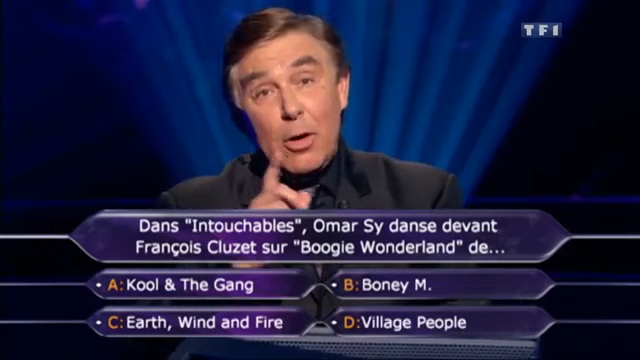 TF1
Dans "Intouchables", Omar Sy danse devant
François Cluzet sur "Boogie Wonderland" de...
A: Kool & The Gang
B: Boney M.
C: Earth, Wind and Fire
D: Village People